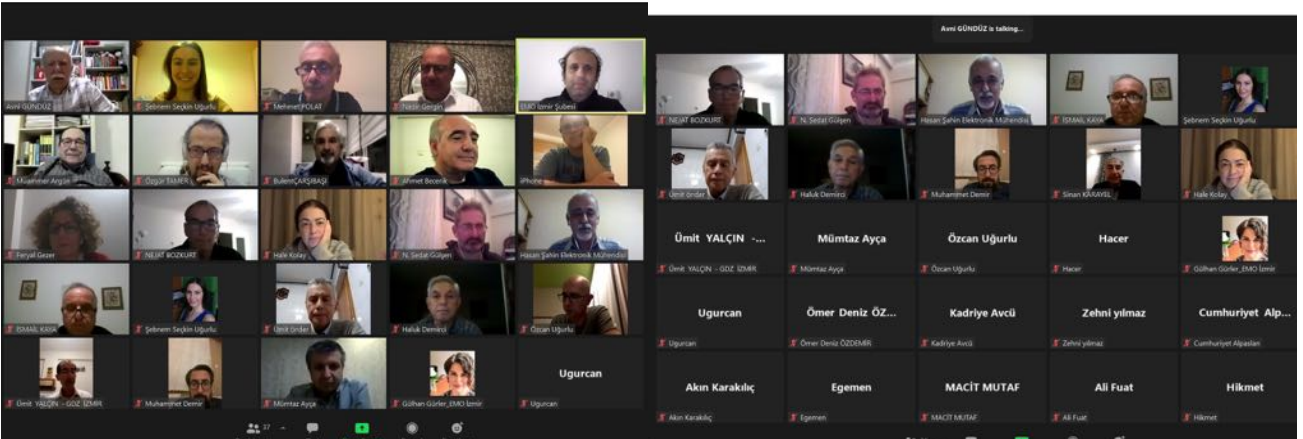 Avni GÜNDÜZ
Şebnem Seçkin Uğurlu
Mehmet POLAT
Nasir Gergin
EMO İzmir Şubesi
Muammer Argün
Özgür TAMER
Bülent ÇARŞIBAŞI
Ahmet Becerik
iPhone
Feryal Gezer
NEJAT BOZKURT
Hale Kolay
N. Sedat Gülşen
Hasan Şahin Elektronik Mühendisi
İSMAİL KAYA
Şebnem Seçkin Uğurlu
Ümit önder
Haluk Demirci
Özcan Uğurlu
Ümit YALÇIN - GDZ İZMİR
Muhammet Demir
Mümtaz Ayça
Gülhan Gürler_EMO İzmir
Ugurcan
Ugurcan
37
Avni GÜNDÜZ is talking...
NEJAT BOZKURT
N. Sedat Gülşen
Hasan Şahin Elektronik Mühendisi
İSMAİL KAYA
Şebnem Seçkin Uğurlu
Ümit önder
Haluk Demirci
Muhammet Demir
Sinan KARAYEL
Hale Kolay
Ümit YALÇIN -...
Mümtaz Ayça
Özcan Uğurlu
Hacer
Ümit YALÇIN - GDZ İZMİR
Mümtaz Ayça
Özcan Uğurlu
Hacer
Gülhan Gürler_EMO İzmir
Ugurcan
Ömer Deniz ÖZ...
Kadriye Avcü
Zehni yılmaz
Cumhuriyet Alp...
Ugurcan
Ömer Deniz ÖZDEMİR
Kadriye Avcü
Zehni yılmaz
Cumhuriyet Alpaslan
Akın Karakılıç
Egemen
MACİT MUTAF
Ali Fuat
Hikmet
Akın Karakılıç
Egemen
MACİT MUTAF
Ali Fuat
Hikmet